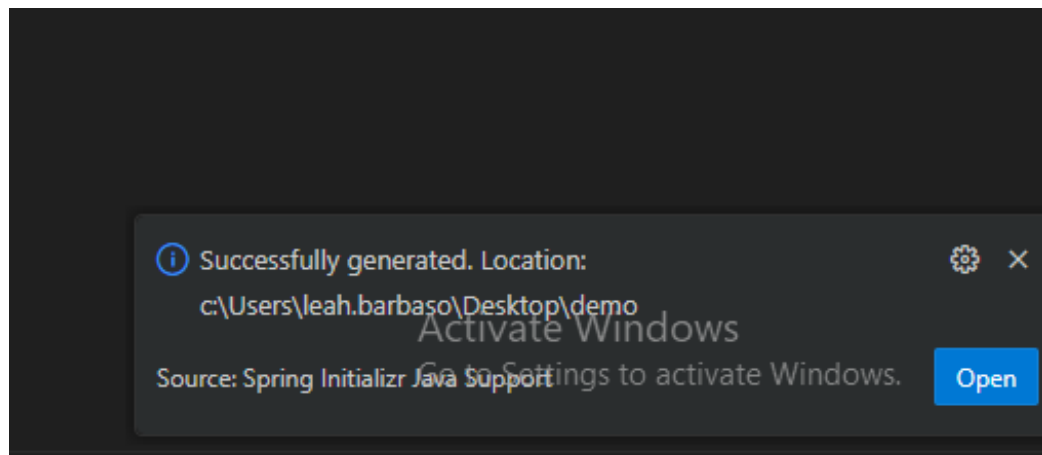 Successfully generated. Location:
c:\Users\leah.barbaso\Desktop\demo
Activate Windows
Source: Spring Initializr Java Support
Go to Settings to activate Windows.
Open